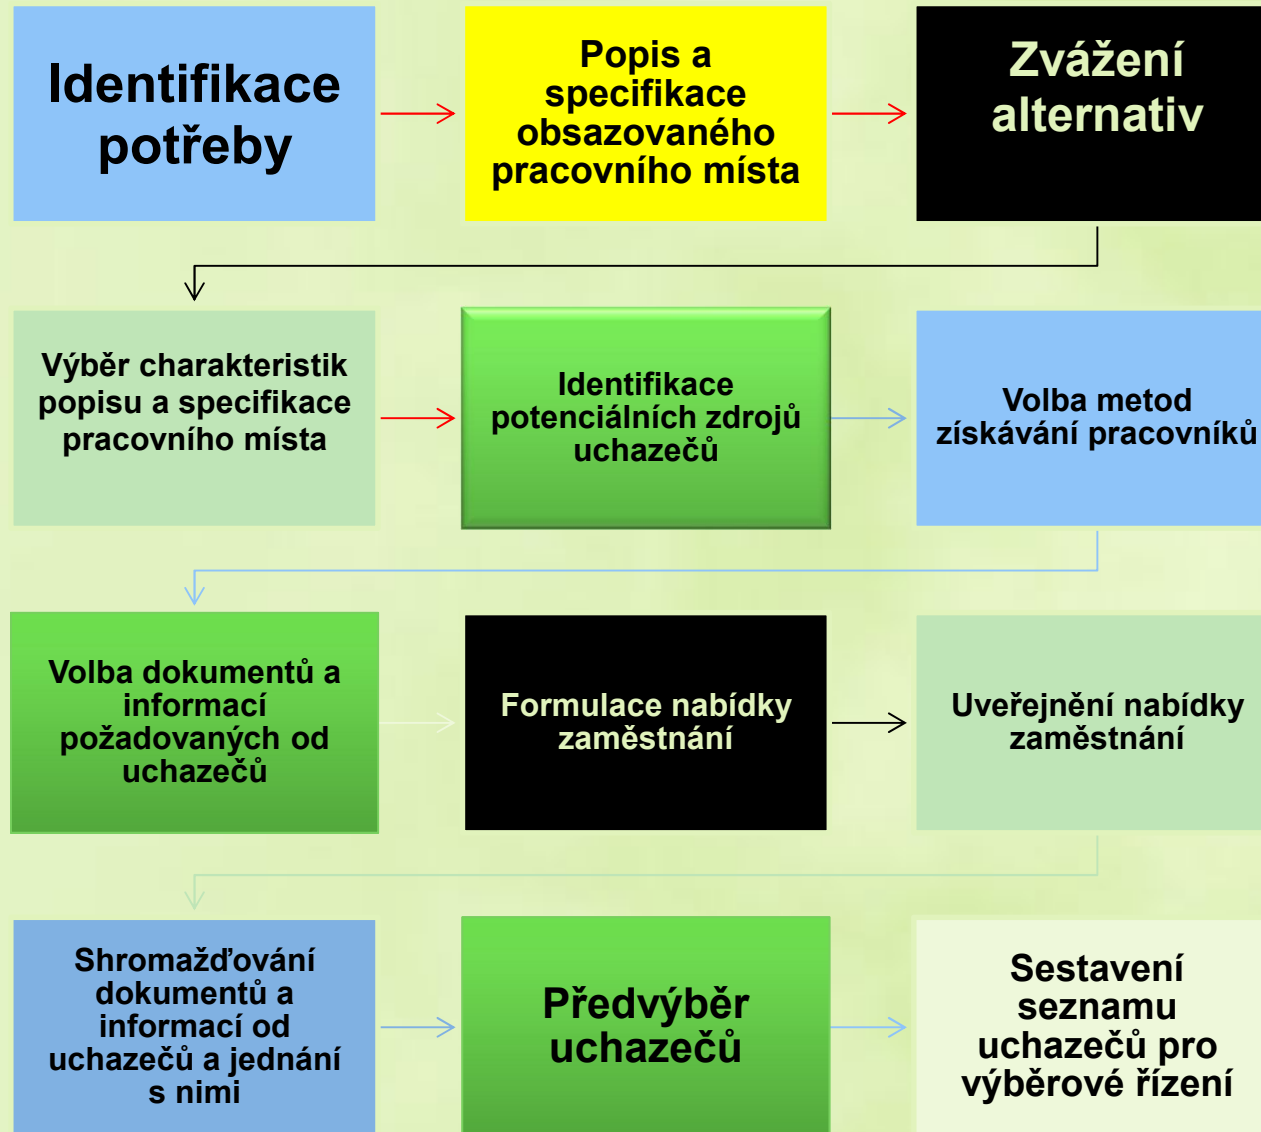 Identifikace
potřeby
Popis a
specifikace
obsazovaného
pracovního místa
Zvážení
alternativ
Výběr charakteristik
popisu a specifikace
pracovního místa
Identifikace
potenciálních zdrojů
uchazečů
Volba metod
získávání pracovníků
Volba dokumentů a
informací
požadovaných od
uchazečů
Formulace nabídky
zaměstnání
Uveřejnění nabídky
zaměstnání
Shromažďování
dokumentů a
informací od
uchazečů a jednání
s nimi
Předvýběr
uchazečů
Sestavení
seznamu
uchazečů pro
výběrové řízení